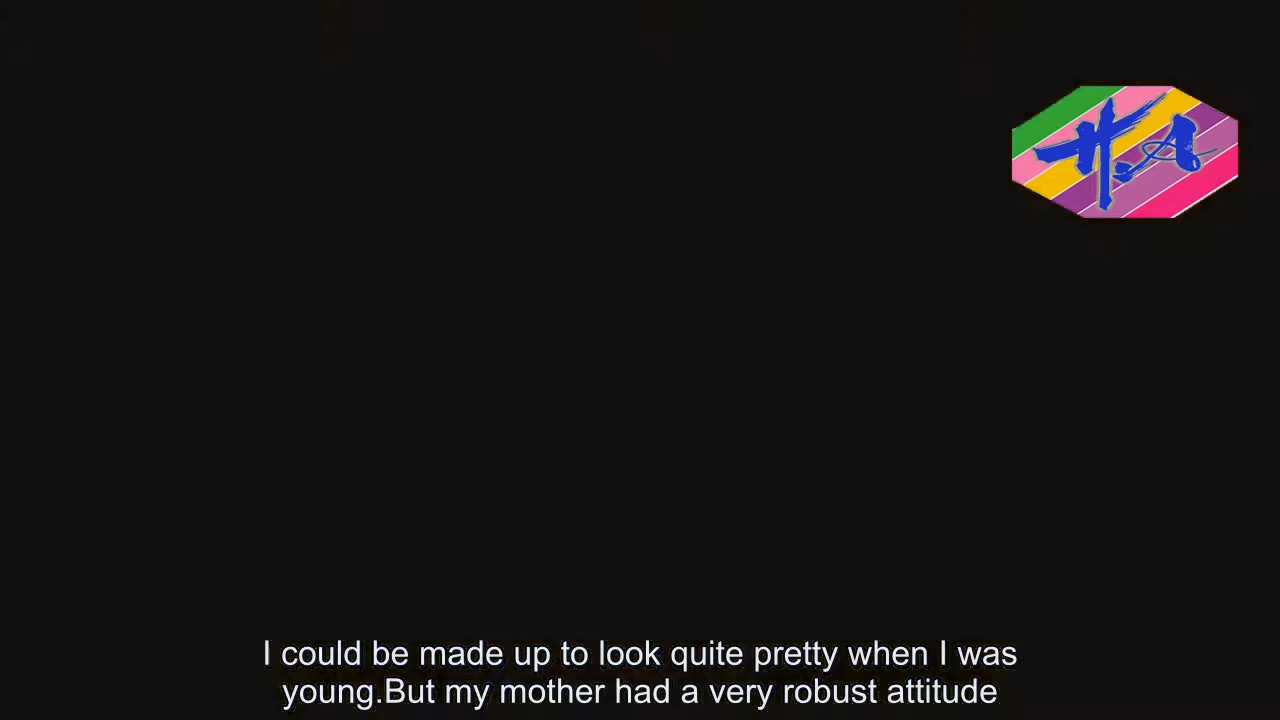 H.A
I could be made up to look quite pretty when I was
young.But my mother had a very robust attitude